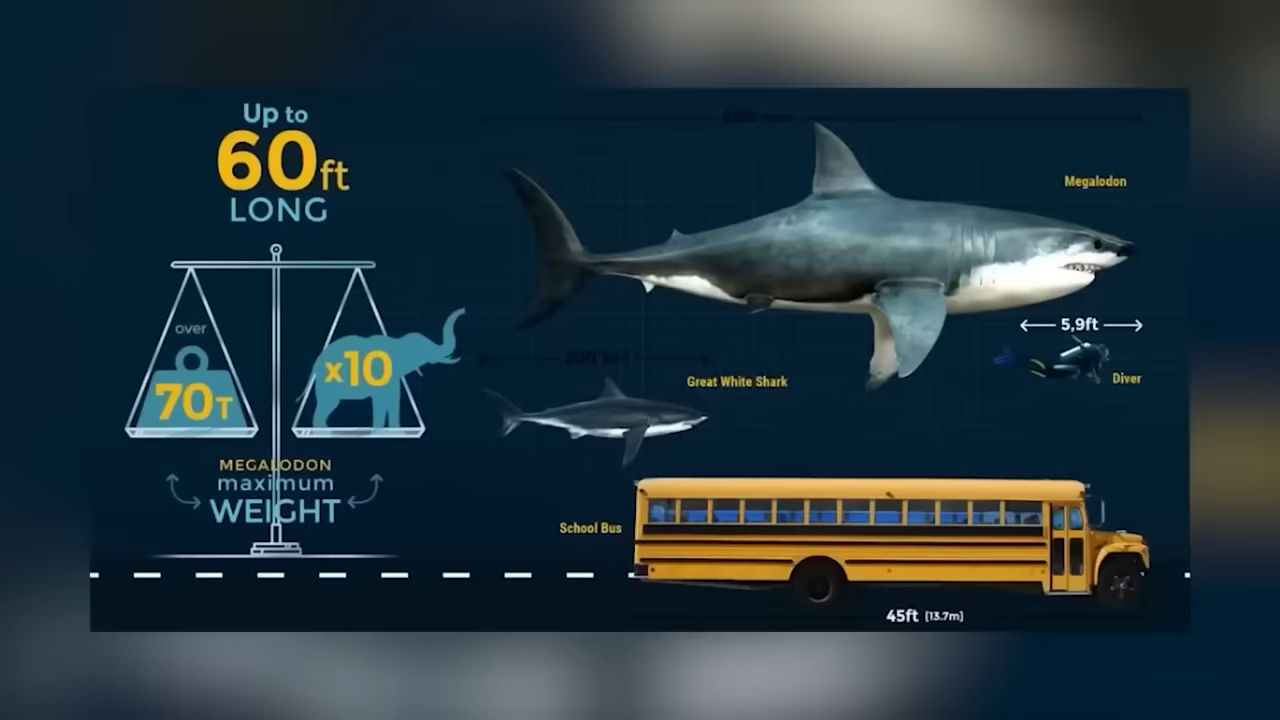 Up to
60ft
LONG
over
70T
x10
MEGALODON
maximum
WEIGHT
Megalodon
5,9ft
Diver
Great White Shark
School Bus
45ft [13.7m]